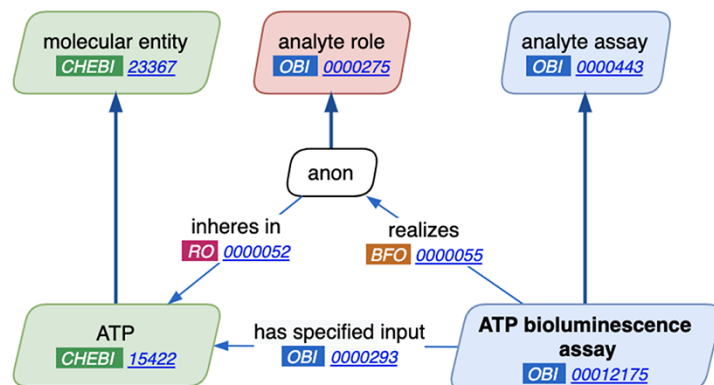 molecular entity
CHEBI 23367
analyte role
OBI 0000275
analyte assay
OBI 0000443
anon
inheres in
RO 0000052
realizes
BFO 0000055
ATP
CHEBI 15422
has specified input
OBI 0000293
ATP bioluminescence
assay
OBI 00012175